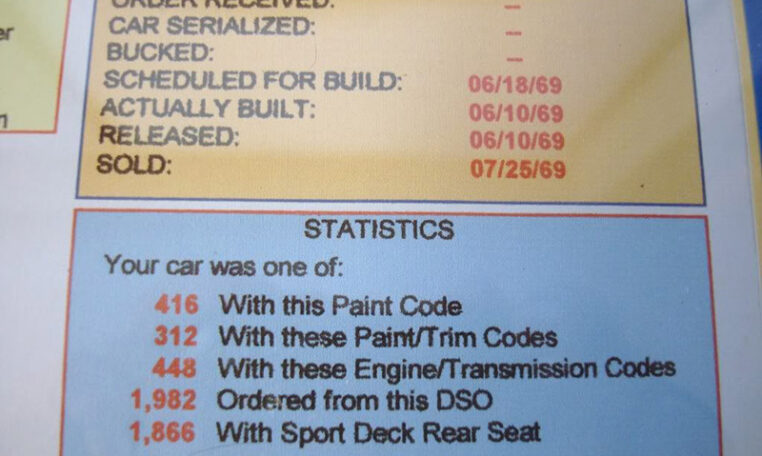 ORDER RECEIVED: –
CAR SERIALIZED: –
BUCKED: –
SCHEDULED FOR BUILD: 06/18/69
ACTUALLY BUILT: 06/10/69
RELEASED: 06/10/69
SOLD: 07/25/69
STATISTICS
Your car was one of:
416 With this Paint Code
312 With these Paint/Trim Codes
448 With these Engine/Transmission Codes
1,982 Ordered from this DSO
1,866 With Sport Deck Rear Seat